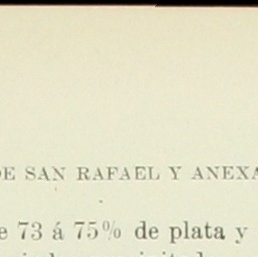 DE SAN RAFAEL Y ANEXA
e 73 á 75% de plata y